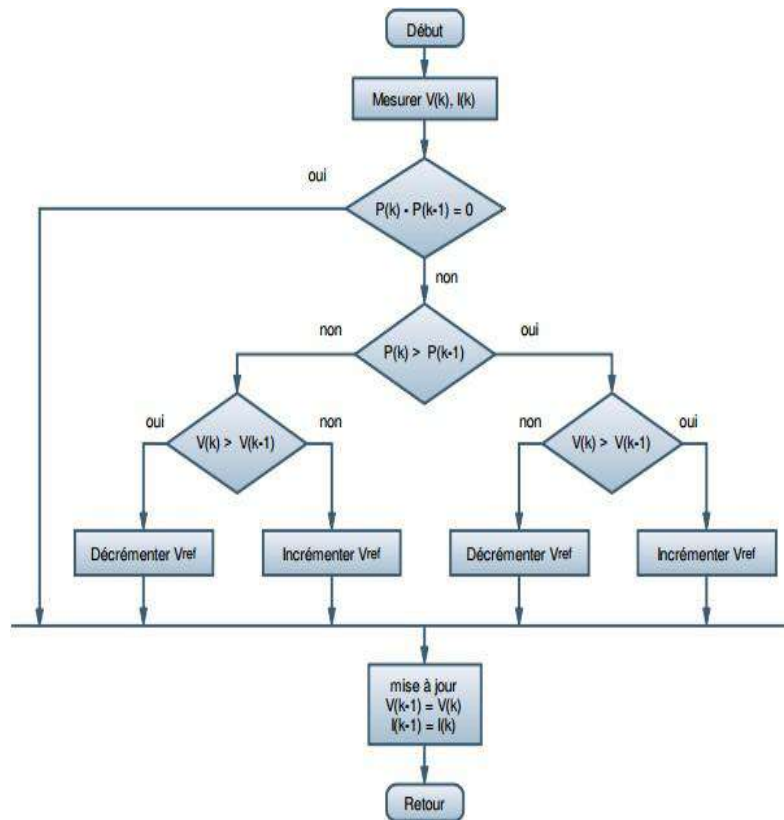 Début
Mesurer V(k), I(k)
oui
P(k) - P(k-1) = 0
non
non
oui
P(k) > P(k-1)
oui
non
non
oui
V(k) > V(k-1)
V(k) > V(k-1)
Décrémenter Vref
Incrémenter Vref
Décrémenter Vref
Incrémenter Vref
mise à jour
V(k-1) = V(k)
I(k-1) = I(k)
Retour